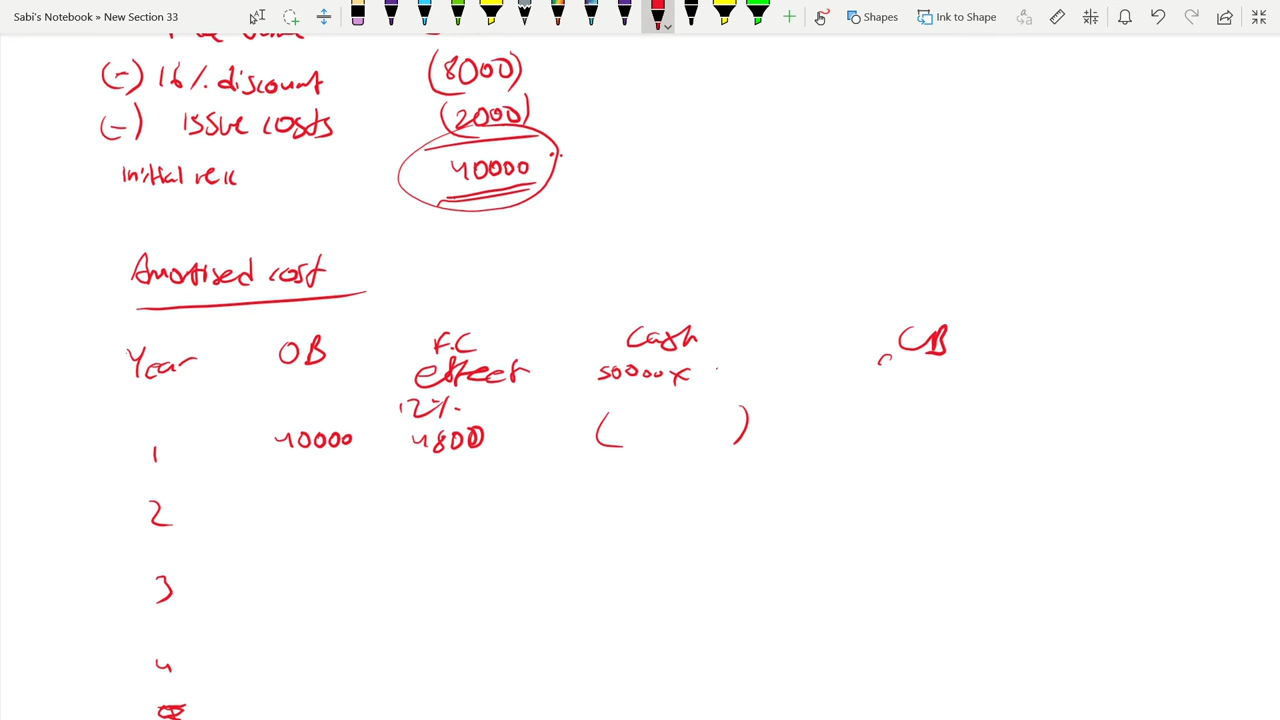 Sabi's Notebook » New Section 33
Shapes
Ink to Shape
(-) 16% discount (8000)
(-) issue costs (2000)
initial rec 40000
Amortised cost
Year OB F.C Cash CB
effect 50000x
12%
1 40000 4800 ( )
2
3
4